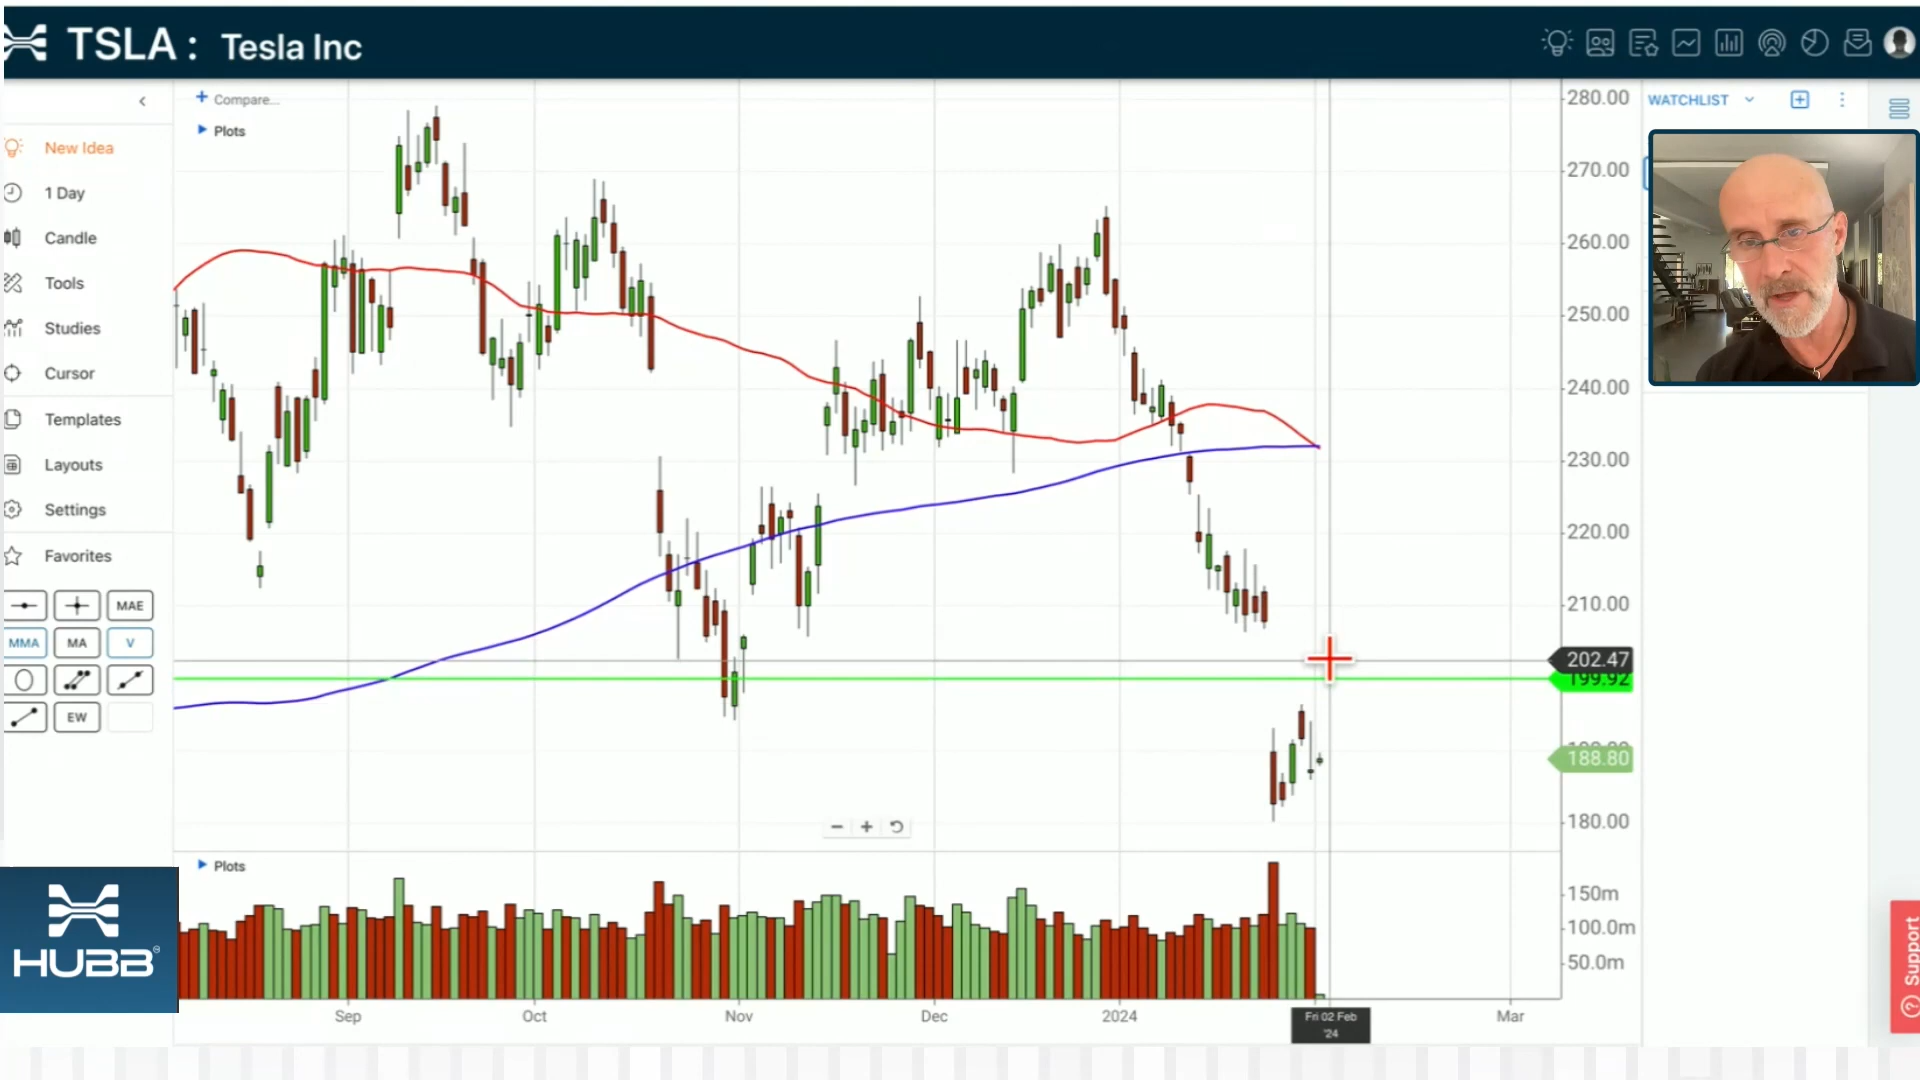 TSLA : Tesla Inc
Compare...
Plots
WATCHLIST
New Idea
1 Day
Candle
Tools
Studies
Cursor
Templates
Layouts
Settings
Favorites
MAE
MMA
MA
V
EW
280.00
270.00
260.00
250.00
240.00
230.00
220.00
210.00
202.47
199.92
188.80
180.00
Plots
150m
100.0m
50.0m
Sep
Oct
Nov
Dec
2024
Fri 02 Feb
'24
Mar
HUBB
Support